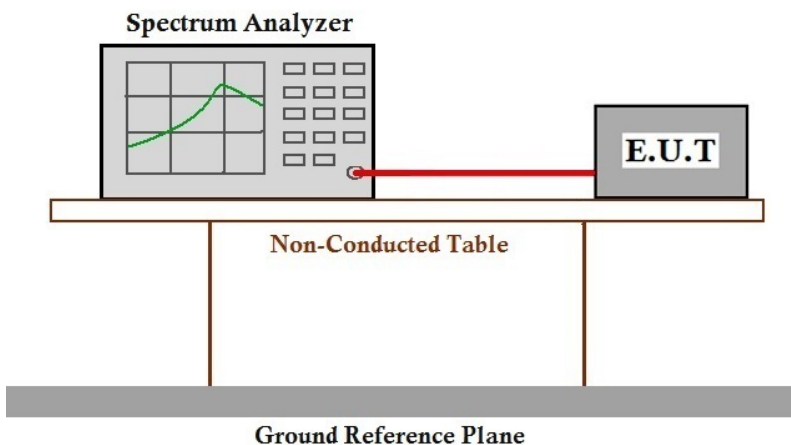 Spectrum Analyzer
E.U.T
Non-Conducted Table
Ground Reference Plane